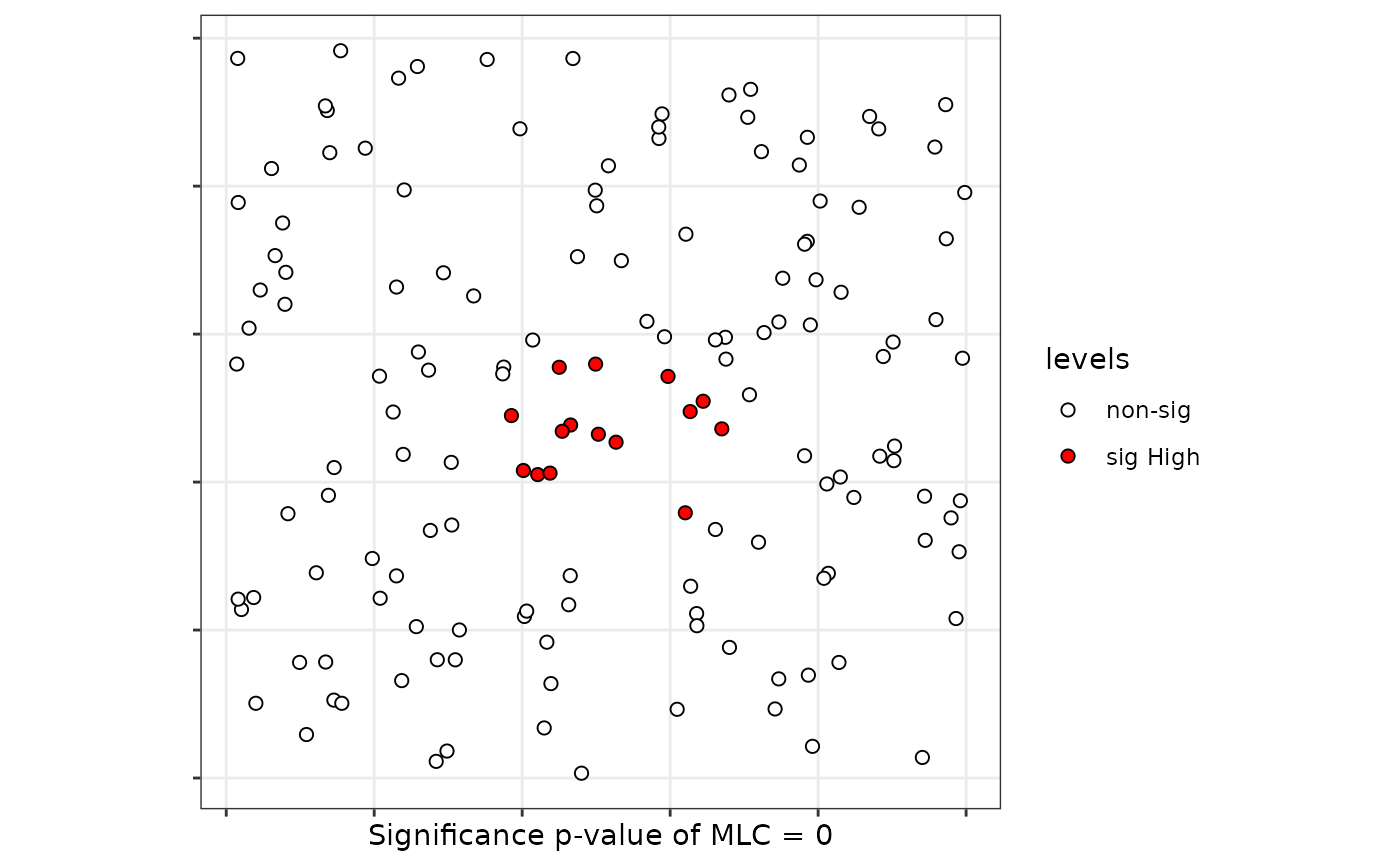 levels
non-sig
sig High
Significance p-value of MLC = 0